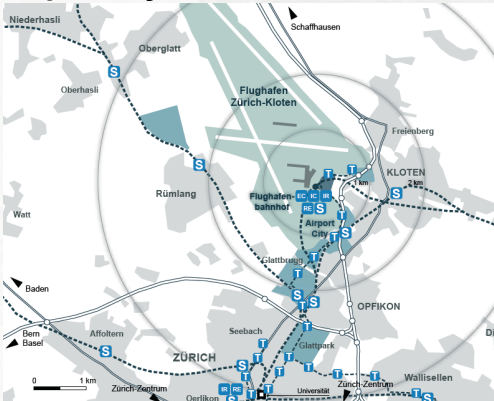 Niederhasli
Schaffhausen
Oberglatt
S
Oberhasli
Flughafen
Zürich-Kloten
Freienberg
S
T
T
KLOTEN
1 km
2 km
Rümlang
EC IC IR
Flughafen-
bahnhof
RE S
S
Watt
T
Airport
City
T
S
Glattbrugg
T
T
Baden
S
S
T
OPFIKON
Bern
Basel
Affoltern
Seebach
T
Glattpark
S
T
ZÜRICH
T
T
S
T
T
T
T
T
Wallisellen
0 1 km
Zürich-Zentrum
IR RE
Oerlikon
S
T
T
Universität
Zürich-Zentrum
S